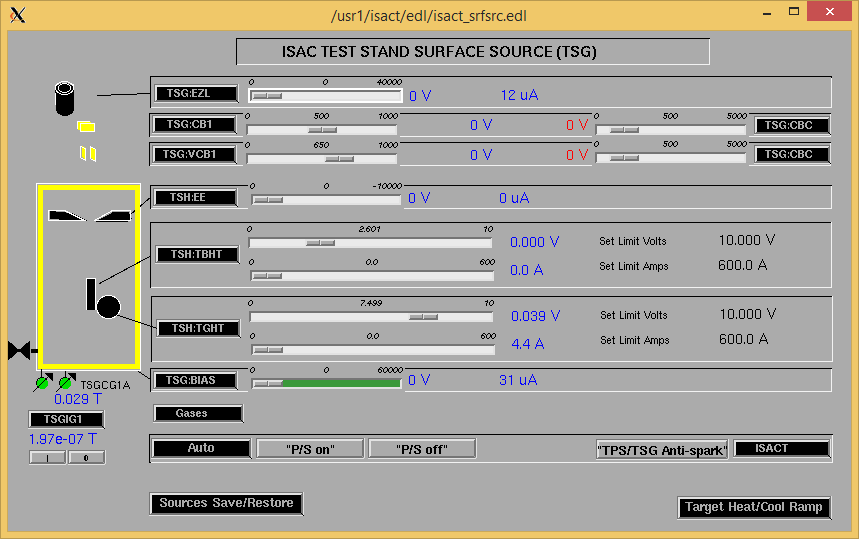 /usr1/isact/edl/isact_srfsrc.edl
ISAC TEST STAND SURFACE SOURCE (TSG)
0 0 40000
TSG:EZL 0 V 12 uA
0 500 1000 0 500 5000
TSG:CB1 0 V 0 V TSG:CBC
0 650 1000 0 500 5000
TSG:VCB1 0 V 0 V TSG:CBC
0 0 -10000
TSH:EE 0 V 0 uA
0 2.601 10
0.000 V Set Limit Volts 10.000 V
TSH:TBHT
0 0.0 600
0.0 A Set Limit Amps 600.0 A
0 7.499 10
0.039 V Set Limit Volts 10.000 V
TSH:TGHT
0 0.0 600
4.4 A Set Limit Amps 600.0 A
0 0 60000
TSG:BIAS 0 V 31 uA
TSGCG1A
0.029 T
TSGIG1
1.97e-07 T
I 0
Gases
Auto "P/S on" "P/S off" "TPS/TSG Anti-spark" ISACT
Sources Save/Restore
Target Heat/Cool Ramp